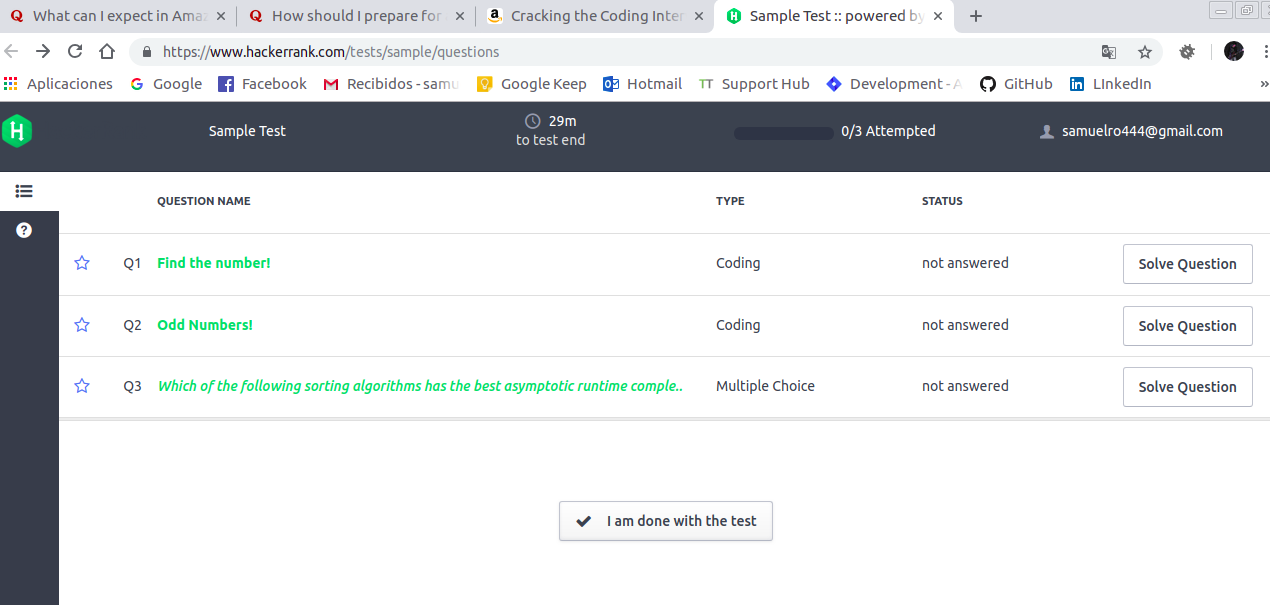 What can I expect in Ama
How should I prepare for
Cracking the Coding Inter
Sample Test :: powered by
https://www.hackerrank.com/tests/sample/questions
Aplicaciones Google Facebook Recibidos - samu Google Keep Hotmail TT Support Hub Development - A GitHub LInkedIn »
Sample Test
29m
to test end
0/3 Attempted
samuelro444@gmail.com
QUESTION NAME TYPE STATUS
Q1 Find the number! Coding not answered Solve Question
Q2 Odd Numbers! Coding not answered Solve Question
Q3 Which of the following sorting algorithms has the best asymptotic runtime comple.. Multiple Choice not answered Solve Question
I am done with the test